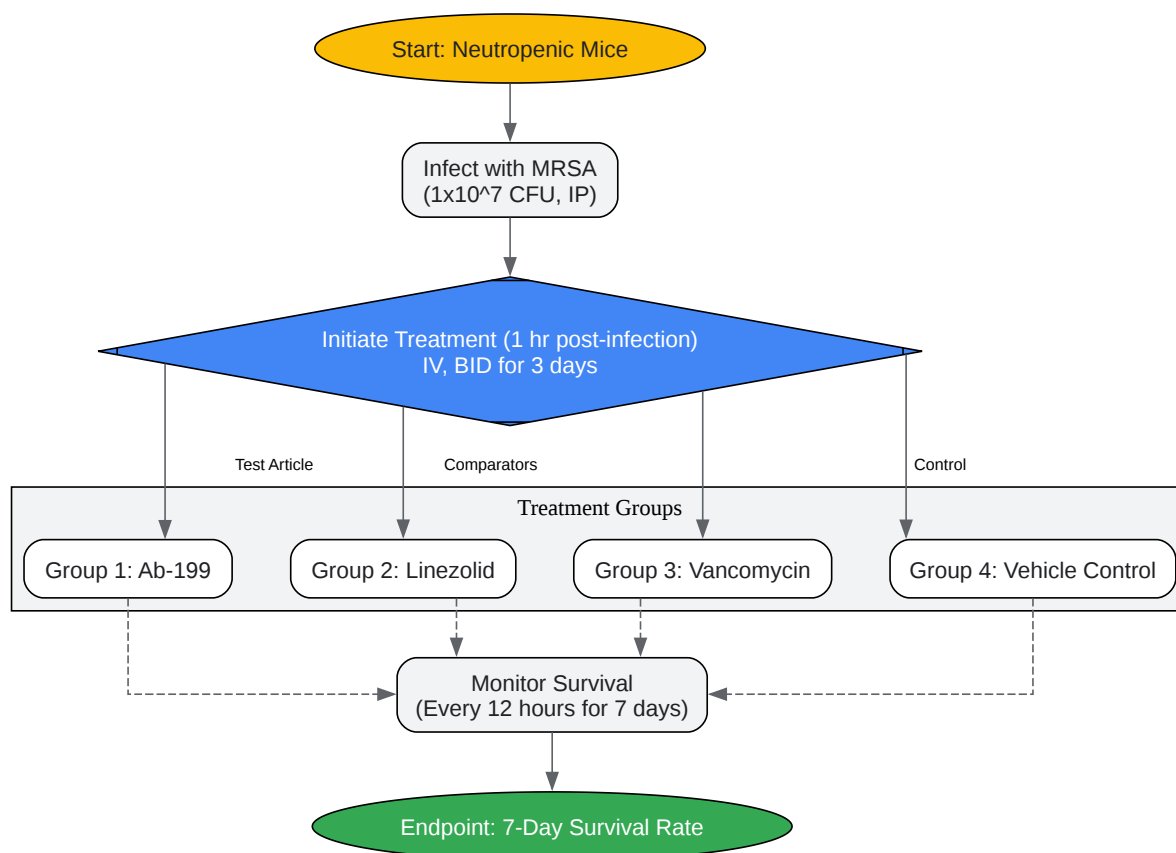 Start: Neutropenic Mice
Infect with MRSA
(1x10^7 CFU, IP)
Initiate Treatment (1 hr post-infection)
IV, BID for 3 days
Test Article
Comparators
Control
Treatment Groups
Group 1: Ab-199
Group 2: Linezolid
Group 3: Vancomycin
Group 4: Vehicle Control
Monitor Survival
(Every 12 hours for 7 days)
Endpoint: 7-Day Survival Rate